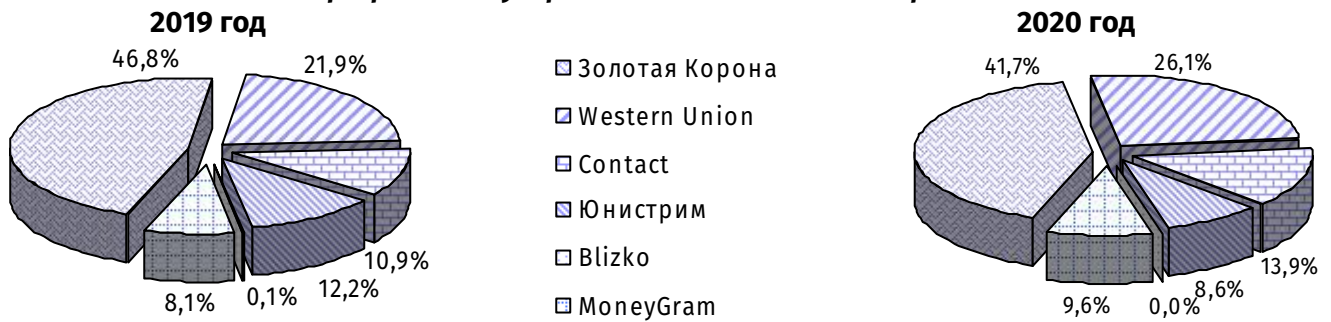 2019 год
46,8%
21,9%
10,9%
12,2%
0,1%
8,1%
Золотая Корона
Western Union
Contact
Юнистрим
Blizko
MoneyGram
2020 год
41,7%
26,1%
13,9%
8,6%
0,0%
9,6%